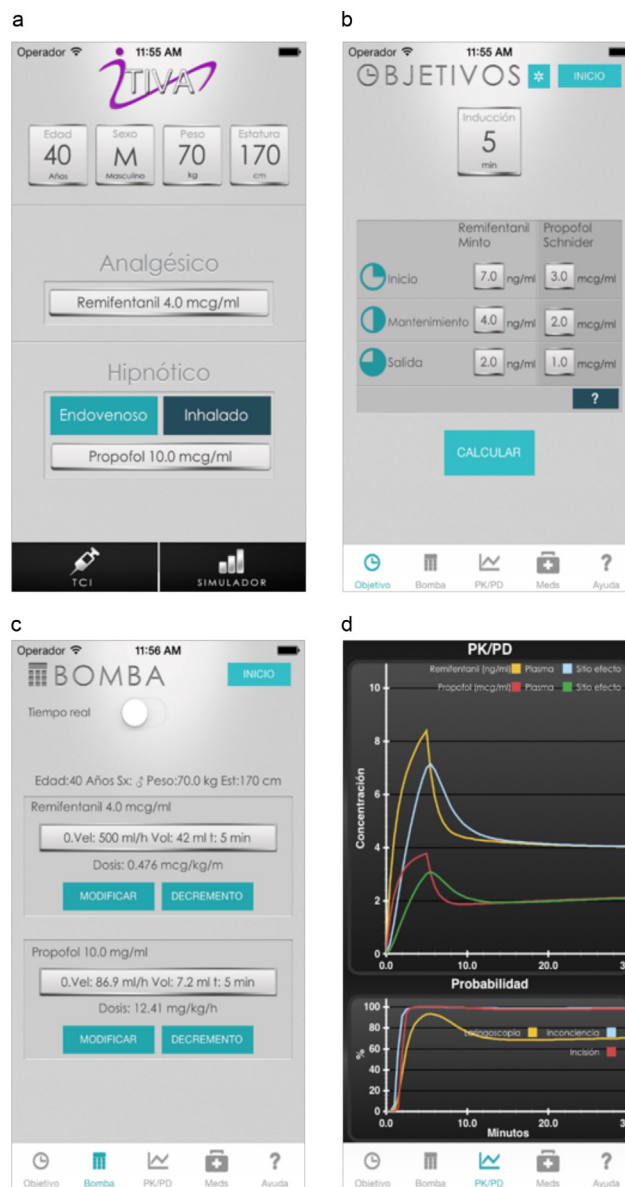 a
Operador 11:55 AM
iTIVA
Edad Sexo Peso Estatura
40 M 70 170
Años Masculino kg cm
Analgésico
Remifentanil 4.0 mcg/ml
Hipnótico
Endovenoso Inhalado
Propofol 10.0 mcg/ml
TCI SIMULADOR
b
Operador 11:55 AM
OBJETIVOS * INICIO
Inducción
5
min
Remifentanil Propofol
Minto Schnider
Inicio 7.0 ng/ml 3.0 mcg/ml
Mantenimiento 4.0 ng/ml 2.0 mcg/ml
Salida 2.0 ng/ml 1.0 mcg/ml
?
CALCULAR
Objetivo Bomba PK/PD Meds Ayuda
c
Operador 11:56 AM
BOMBA INICIO
Tiempo real
Edad:40 Años Sx: ♂ Peso:70.0 kg Est:170 cm
Remifentanil 4.0 mcg/ml
0.Vel: 500 ml/h Vol: 42 ml t: 5 min
Dosis: 0.476 mcg/kg/m
MODIFICAR DECREMENTO
Propofol 10.0 mg/ml
0.Vel: 86.9 ml/h Vol: 7.2 ml t: 5 min
Dosis: 12.41 mg/kg/h
MODIFICAR DECREMENTO
Objetivo Bomba PK/PD Meds Ayuda
d
PK/PD
Remifentanil (ng/ml) Plasma Sitio efecto
Propofol (mcg/ml) Plasma Sitio efecto
Concentración
10
8
6
4
2
0
0.0 10.0 20.0
Probabilidad
100
80
60
40
20
0
%
Laringoscopia Inconciencia
Incisión
0.0 10.0 20.0
Minutos
Objetivo Bomba PK/PD Meds Ayuda